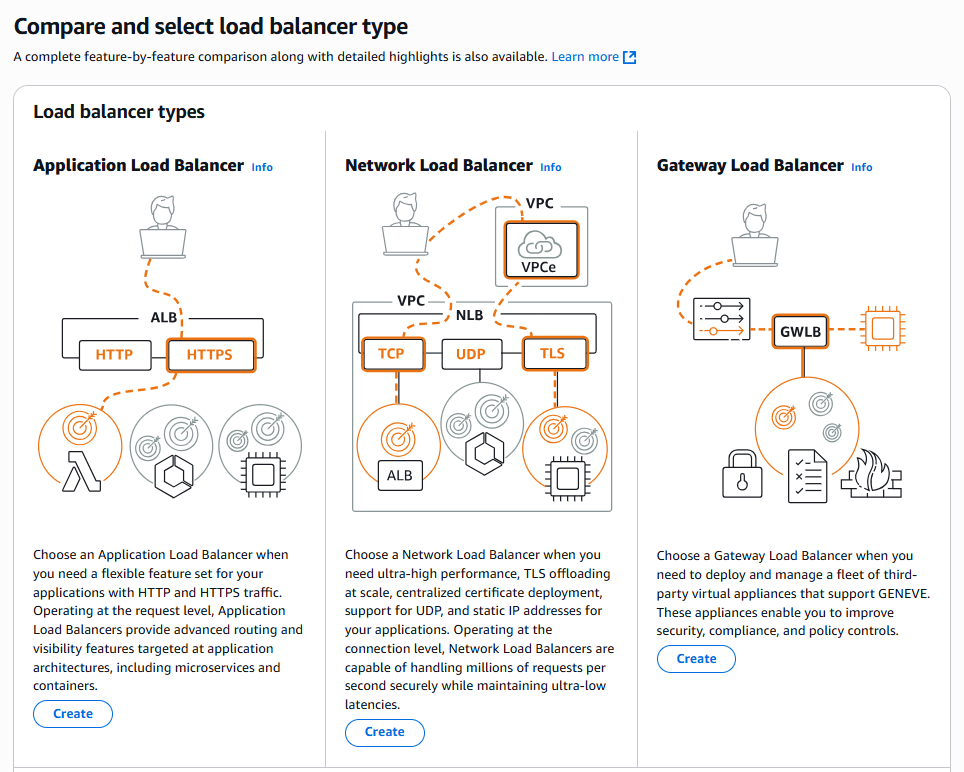 Compare and select load balancer type
A complete feature-by-feature comparison along with detailed highlights is also available. Learn more
Load balancer types
Application Load Balancer Info
ALB
HTTP
HTTPS
Choose an Application Load Balancer when
you need a flexible feature set for your
applications with HTTP and HTTPS traffic.
Operating at the request level, Application
Load Balancers provide advanced routing and
visibility features targeted at application
architectures, including microservices and
containers.
Create
Network Load Balancer Info
VPC
VPCe
VPC
NLB
TCP
UDP
TLS
ALB
Choose a Network Load Balancer when you
need ultra-high performance, TLS offloading
at scale, centralized certificate deployment,
support for UDP, and static IP addresses for
your applications. Operating at the
connection level, Network Load Balancers are
capable of handling millions of requests per
second securely while maintaining ultra-low
latencies.
Create
Gateway Load Balancer Info
GWLB
Choose a Gateway Load Balancer when you
need to deploy and manage a fleet of third-
party virtual appliances that support GENEVE.
These appliances enable you to improve
security, compliance, and policy controls.
Create